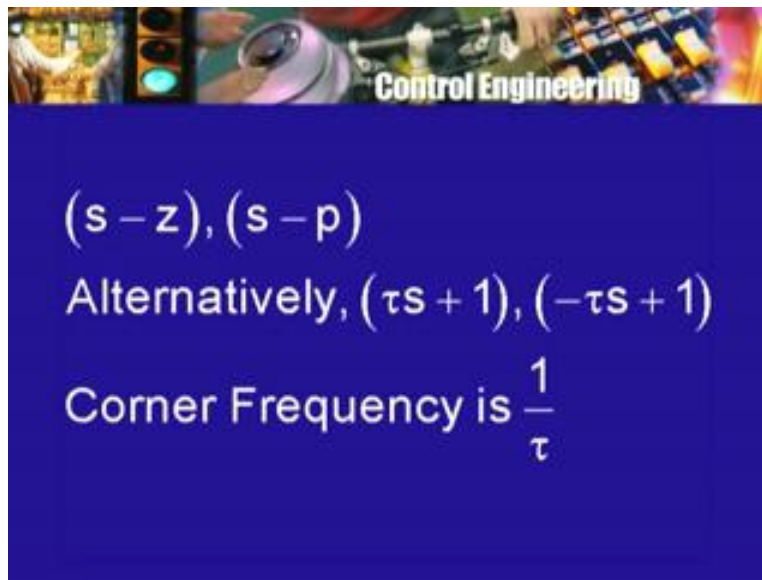 Control Engineering
(s – z), (s – p)
Alternatively, (τs + 1), (–τs + 1)
Corner Frequency is 1/τ